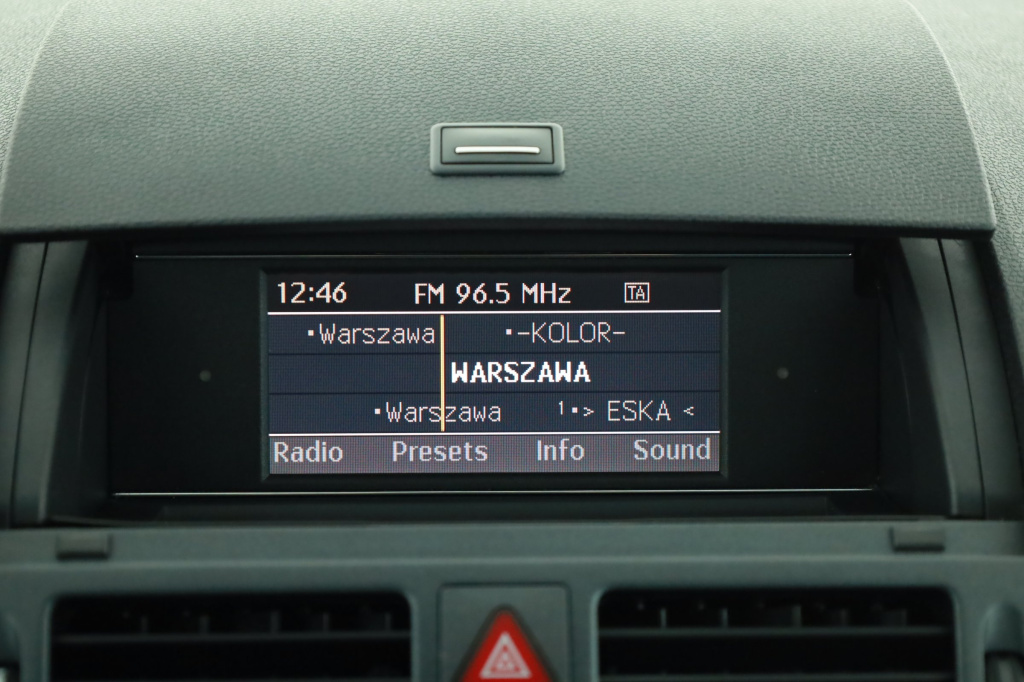 12:46 FM 96.5 MHz TA
▪Warszawa ▪-KOLOR-
WARSZAWA
▪Warszawa 1▪> ESKA <
Radio Presets Info Sound